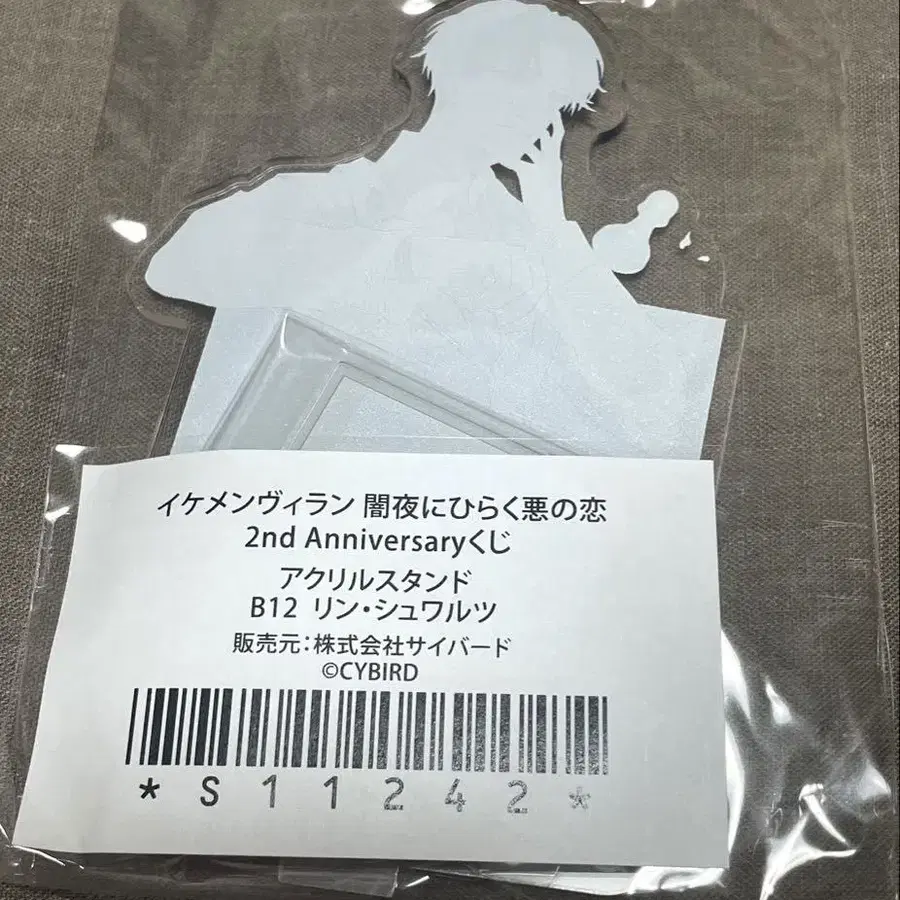 イケメンヴィラン 闇夜にひらく悪の恋
2nd Anniversaryくじ
アクリルスタンド
B12 リン・シュワルツ
販売元：株式会社サイバード
©CYBIRD
*S11242*